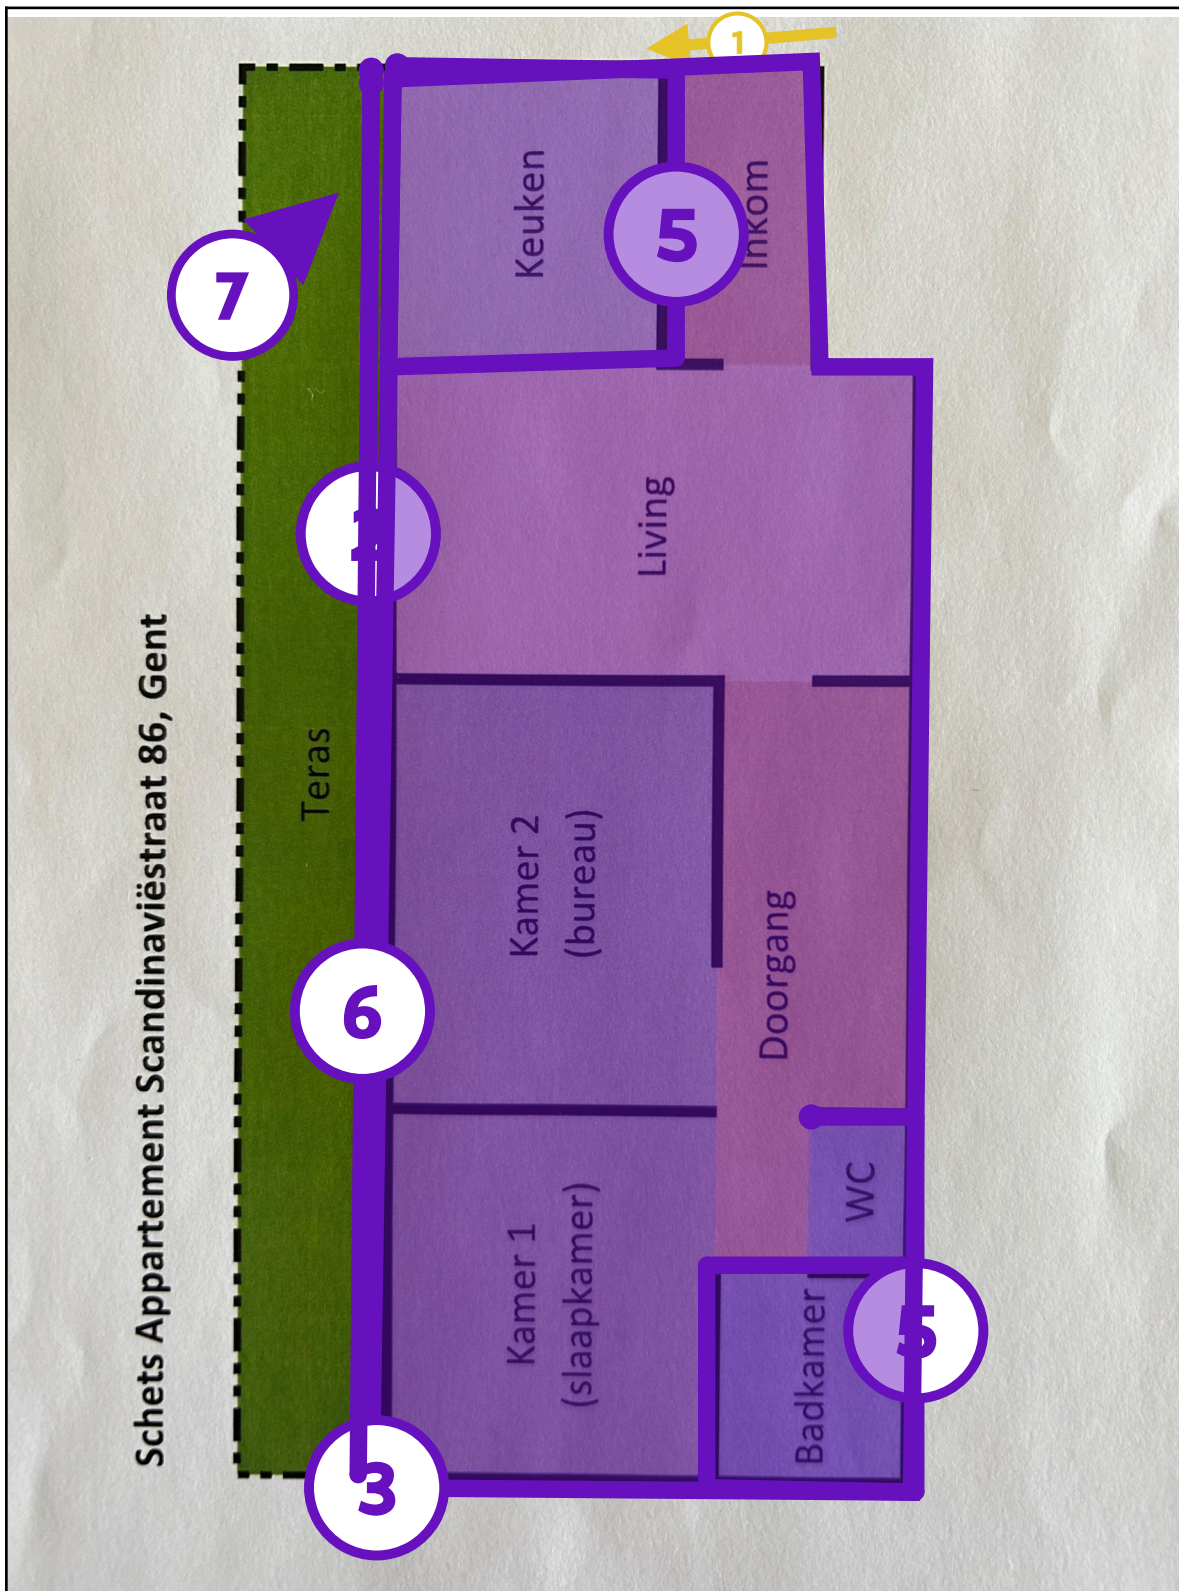 Schets Appartement Scandinaviëstraat 86, Gent
1
7
Teras
Keuken
5
Inkom
Living
6
Kamer 2
(bureau)
Doorgang
Kamer 1
(slaapkamer)
WC
Badkamer
5
3